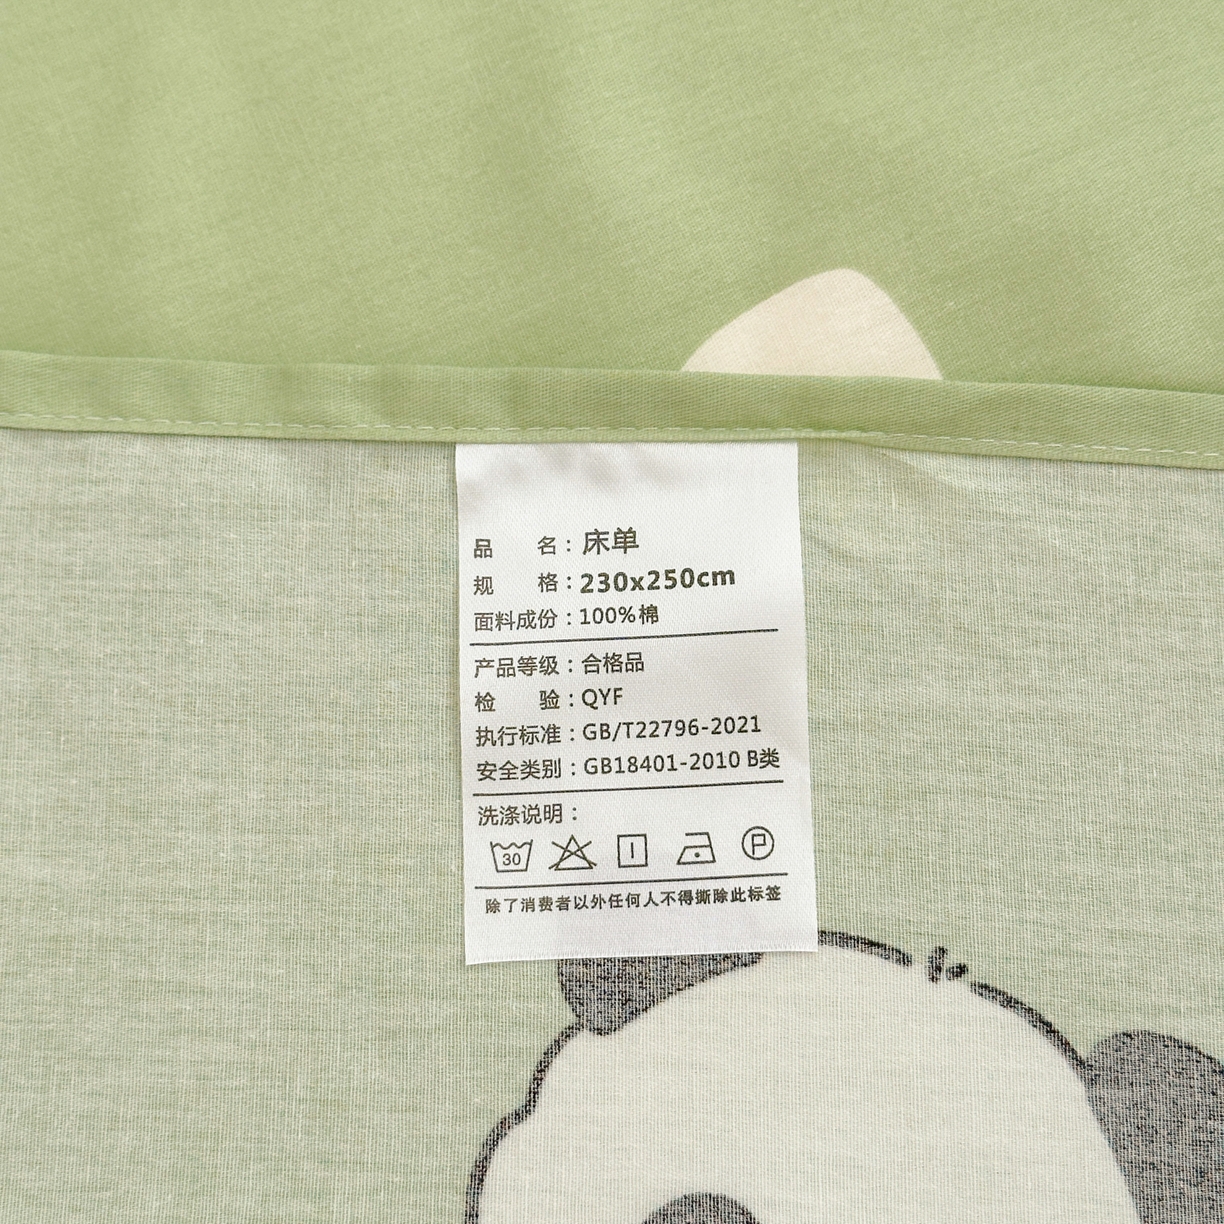 品 名：床单
规 格：230x250cm
面料成份：100%棉
产品等级：合格品
检 验：QYF
执行标准：GB/T22796-2021
安全类别：GB18401-2010 B类
洗涤说明：
30 P
除了消费者以外任何人不得撕除此标签